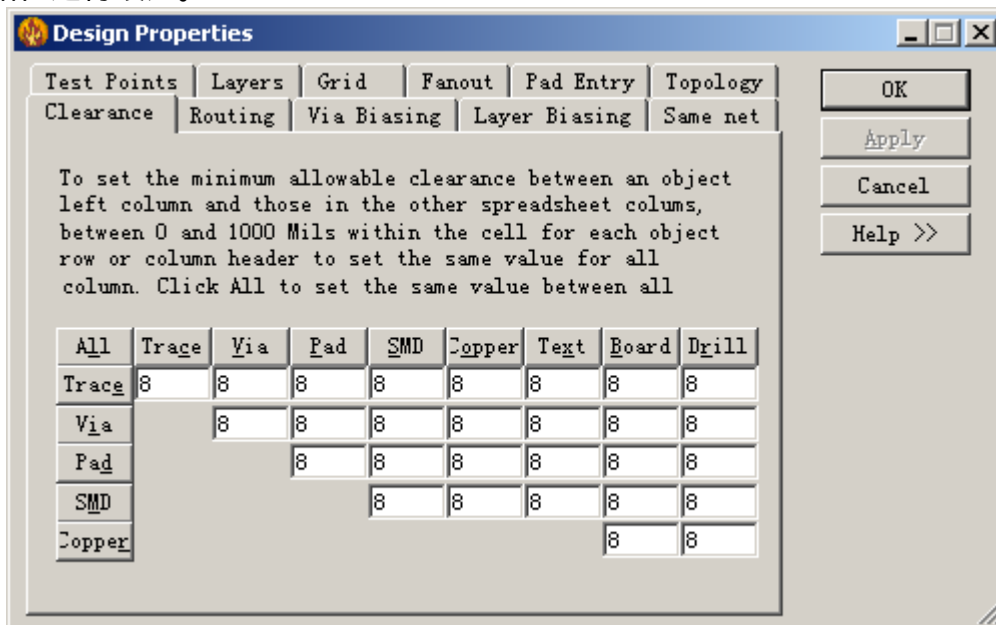 Design Properties
Test Points Layers Grid Fanout Pad Entry Topology
Clearance Routing Via Biasing Layer Biasing Same net
OK
Apply
Cancel
Help >>
To set the minimum allowable clearance between an object
left column and those in the other spreadsheet colums,
between 0 and 1000 Mils within the cell for each object
row or column header to set the same value for all
column. Click All to set the same value between all
All Trace Via Pad SMD Copper Text Board Drill
Trace 8 8 8 8 8 8 8 8
Via 8 8 8 8 8 8 8
Pad 8 8 8 8 8 8
SMD 8 8 8 8 8
Copper 8 8